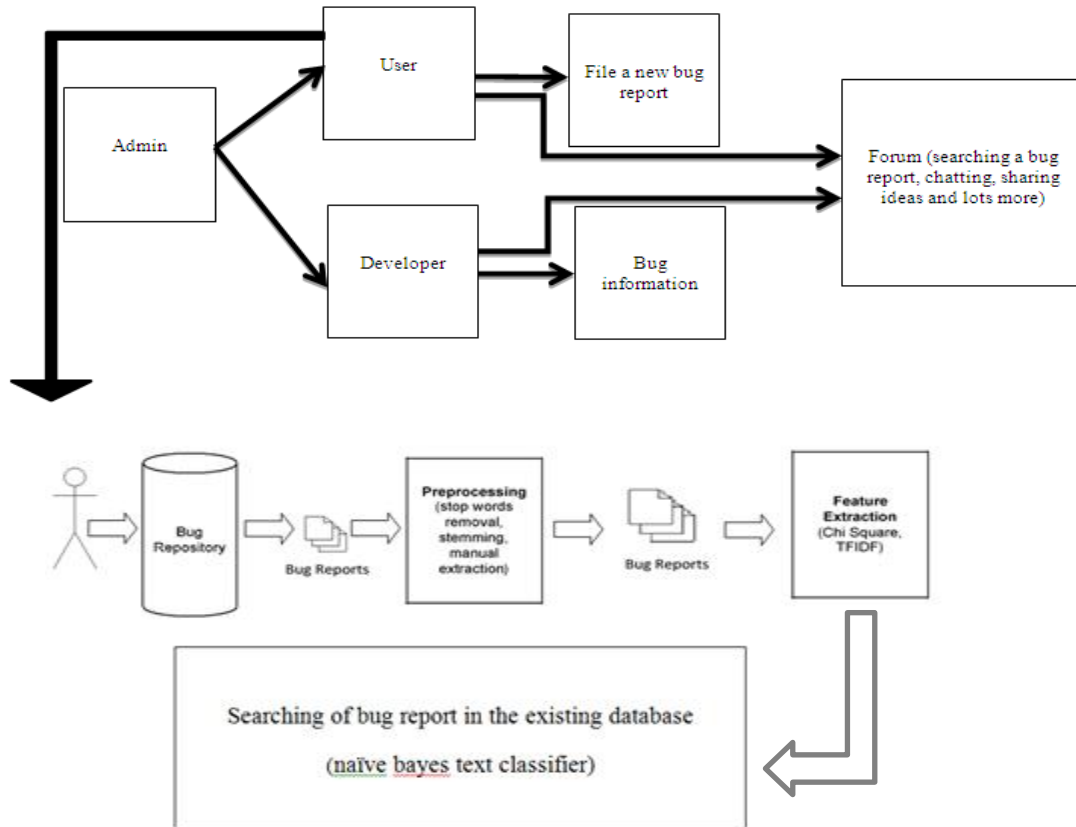 User
File a new bug
report
Admin
Forum (searching a bug
report, chatting, sharing
ideas and lots more)
Developer
Bug
information
Bug
Repository
Bug Reports
Preprocessing
(stop words
removal,
stemming,
manual
extraction)
Bug Reports
Feature
Extraction
(Chi Square,
TFIDF)
Searching of bug report in the existing database
(naïve bayes text classifier)